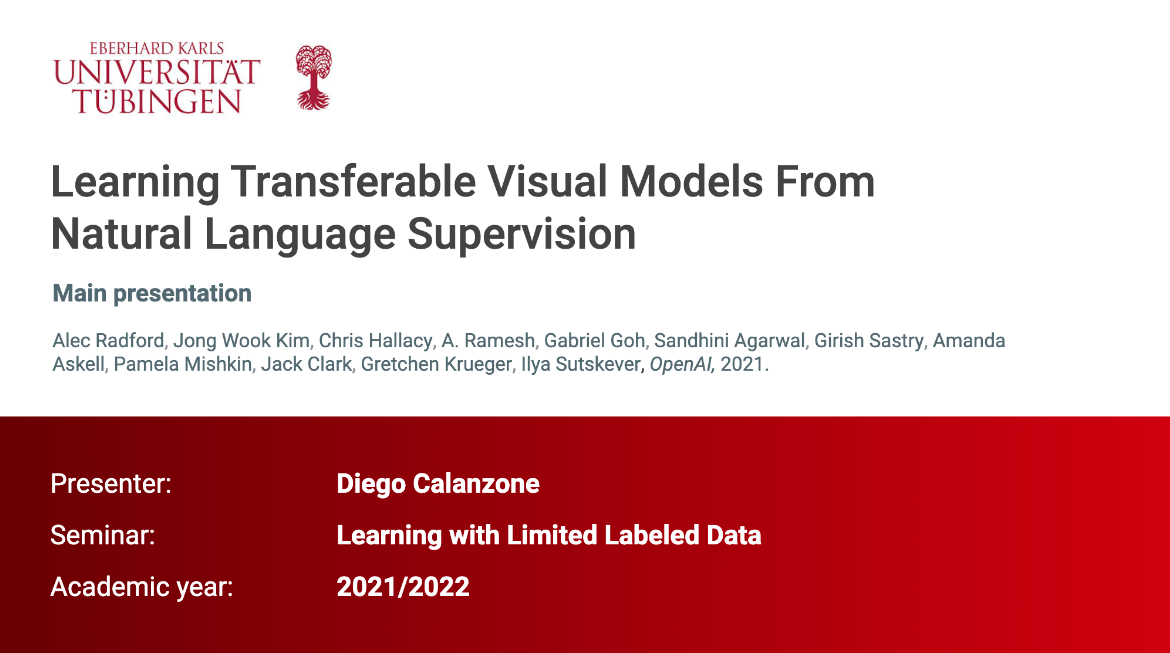 EBERHARD KARLS
UNIVERSITÄT
TÜBINGEN
Learning Transferable Visual Models From
Natural Language Supervision
Main presentation
Alec Radford, Jong Wook Kim, Chris Hallacy, A. Ramesh, Gabriel Goh, Sandhini Agarwal, Girish Sastry, Amanda
Askell, Pamela Mishkin, Jack Clark, Gretchen Krueger, Ilya Sutskever, OpenAI, 2021.
Presenter: Diego Calanzone
Seminar: Learning with Limited Labeled Data
Academic year: 2021/2022